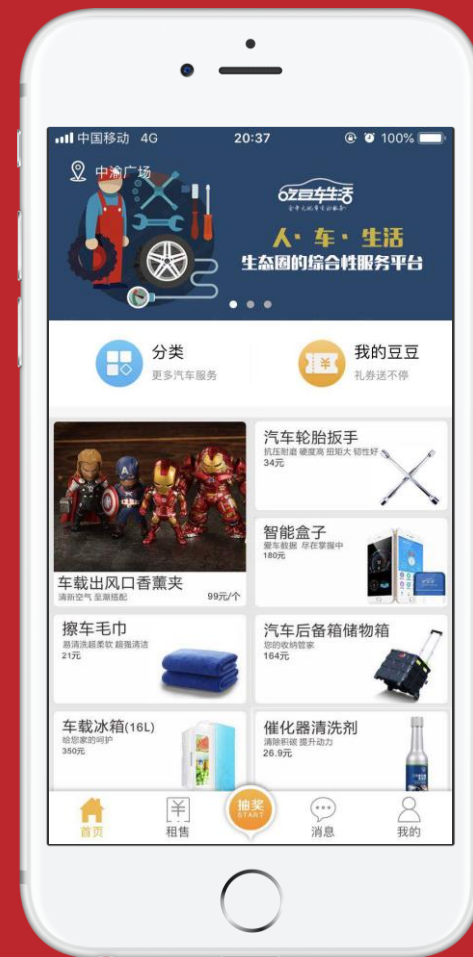 中国移动 4G 20:37 100%
中渝广场
吃豆车生活
人·车·生活
生态圈的综合性服务平台
分类
更多汽车服务
我的豆豆
礼券送不停
车载出风口香薰夹
清新空气 至潮搭配
99元/个
汽车轮胎扳手
抗压耐磨 硬度高 扭矩大 韧性好
34元
智能盒子
爱车数据 尽在掌握中
180元
擦车毛巾
易清洗超柔软 超强清洁
21元
汽车后备箱储物箱
您的收纳管家
164元
车载冰箱(16L)
给您家的呵护
350元
催化器清洗剂
清除积碳 提升动力
26.9元
首页
租售
抽奖
START
消息
我的